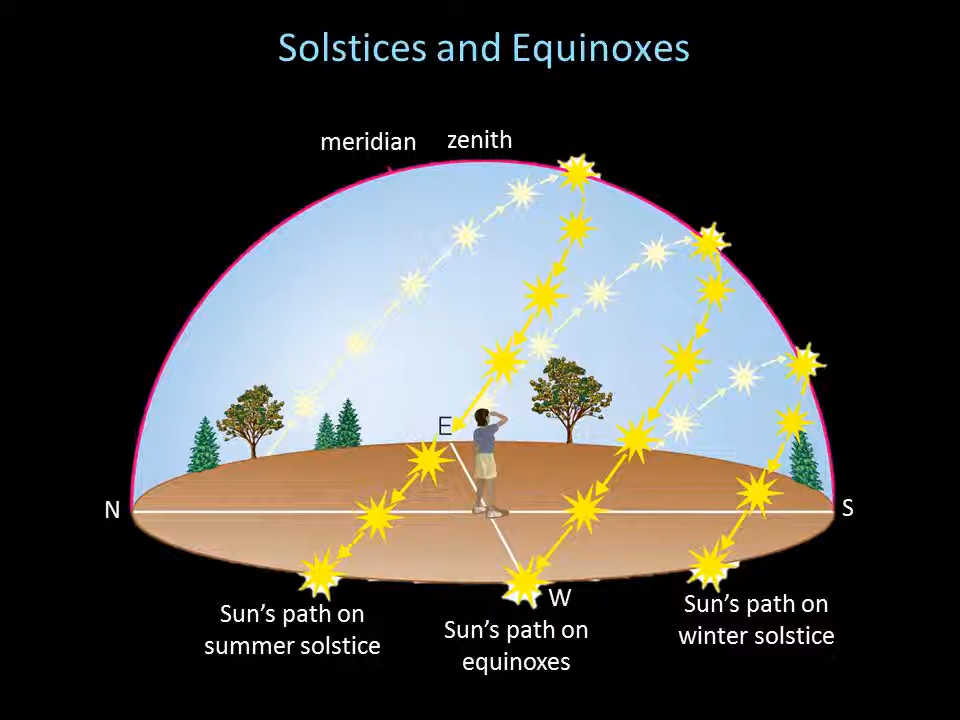 Solstices and Equinoxes
meridian
zenith
E
N
S
W
Sun's path on
summer solstice
Sun's path on
equinoxes
Sun's path on
winter solstice